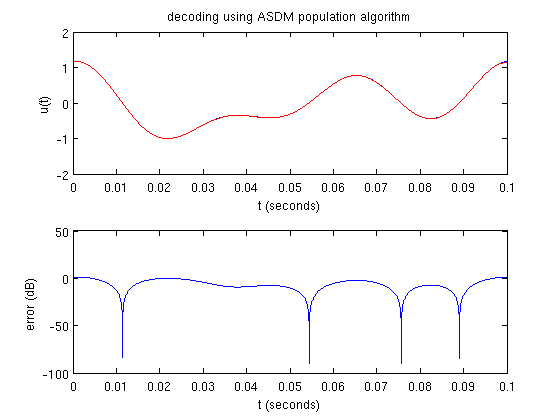 decoding using ASDM population algorithm
2
1
0
-1
-2
u(t)
0 0.01 0.02 0.03 0.04 0.05 0.06 0.07 0.08 0.09 0.1
t (seconds)
50
0
-50
-100
error (dB)
0 0.01 0.02 0.03 0.04 0.05 0.06 0.07 0.08 0.09 0.1
t (seconds)